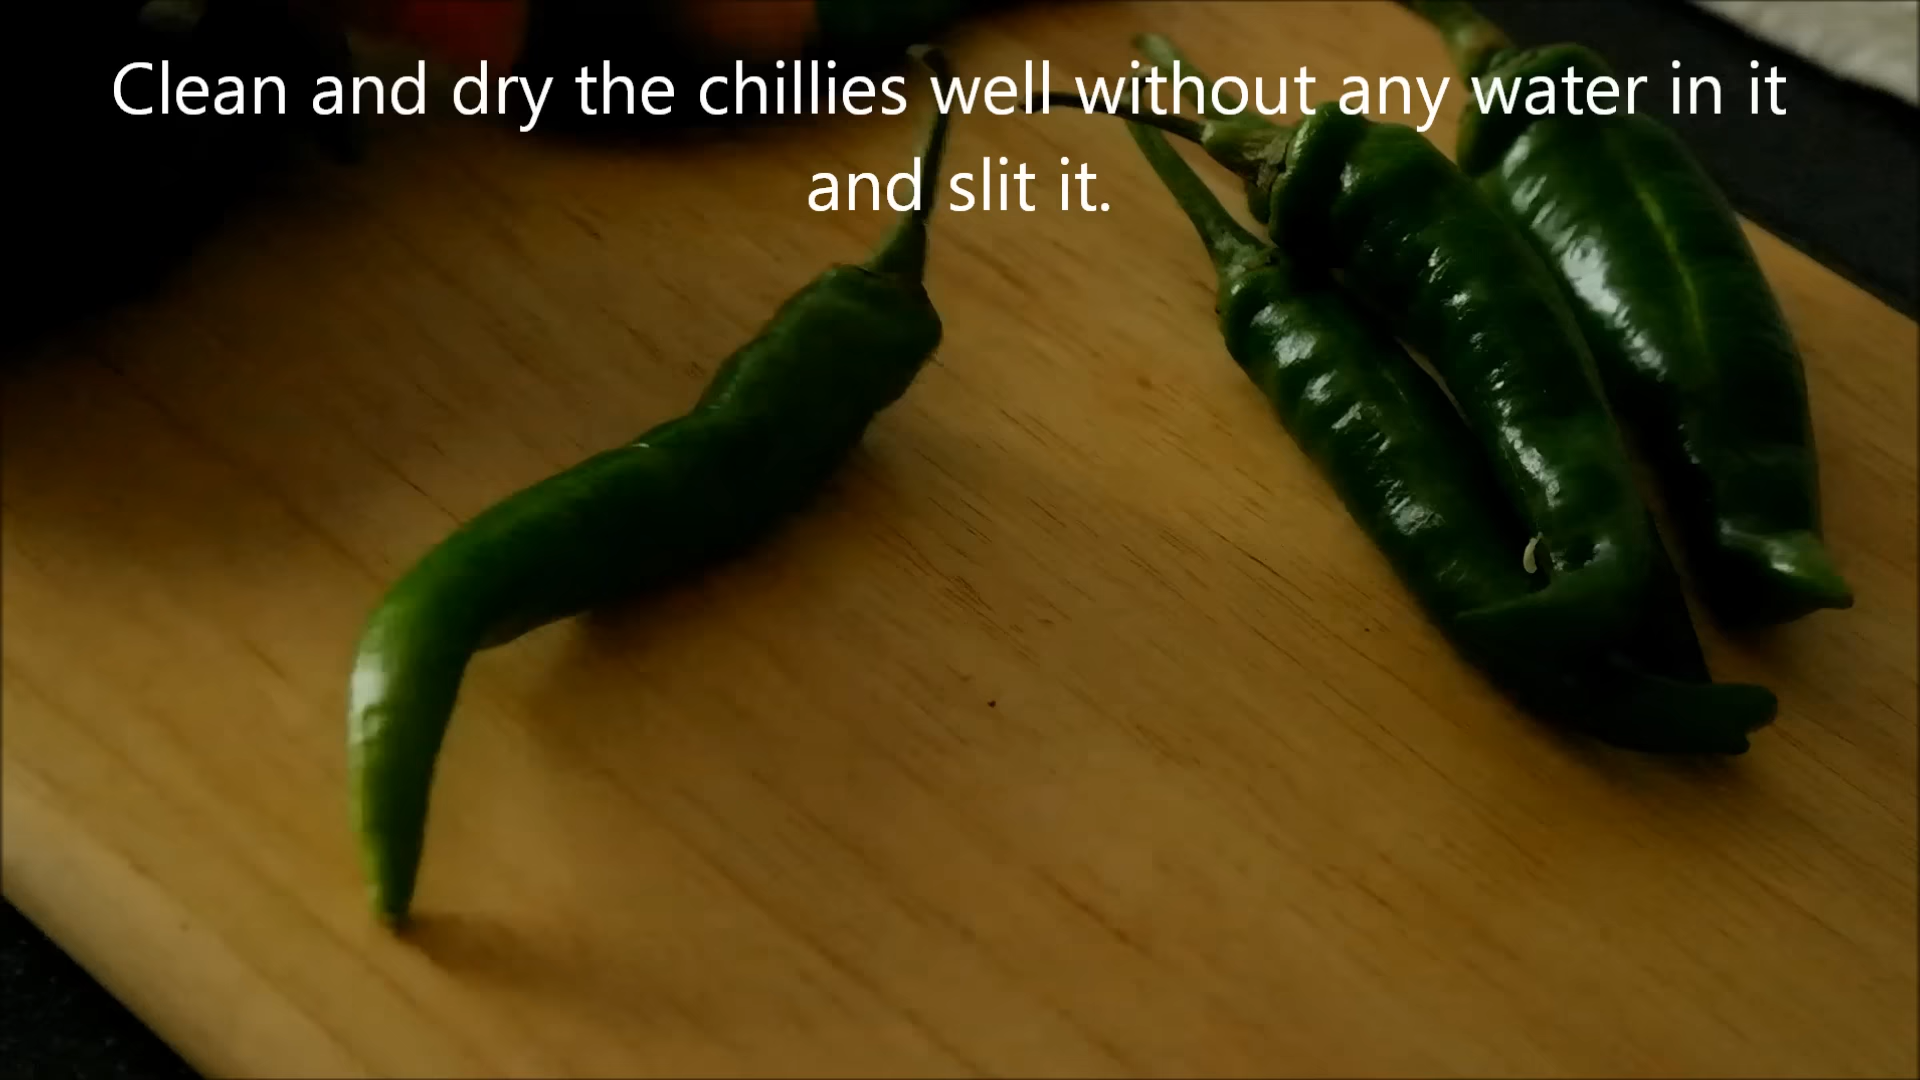 Clean and dry the chillies well without any water in it
and slit it.